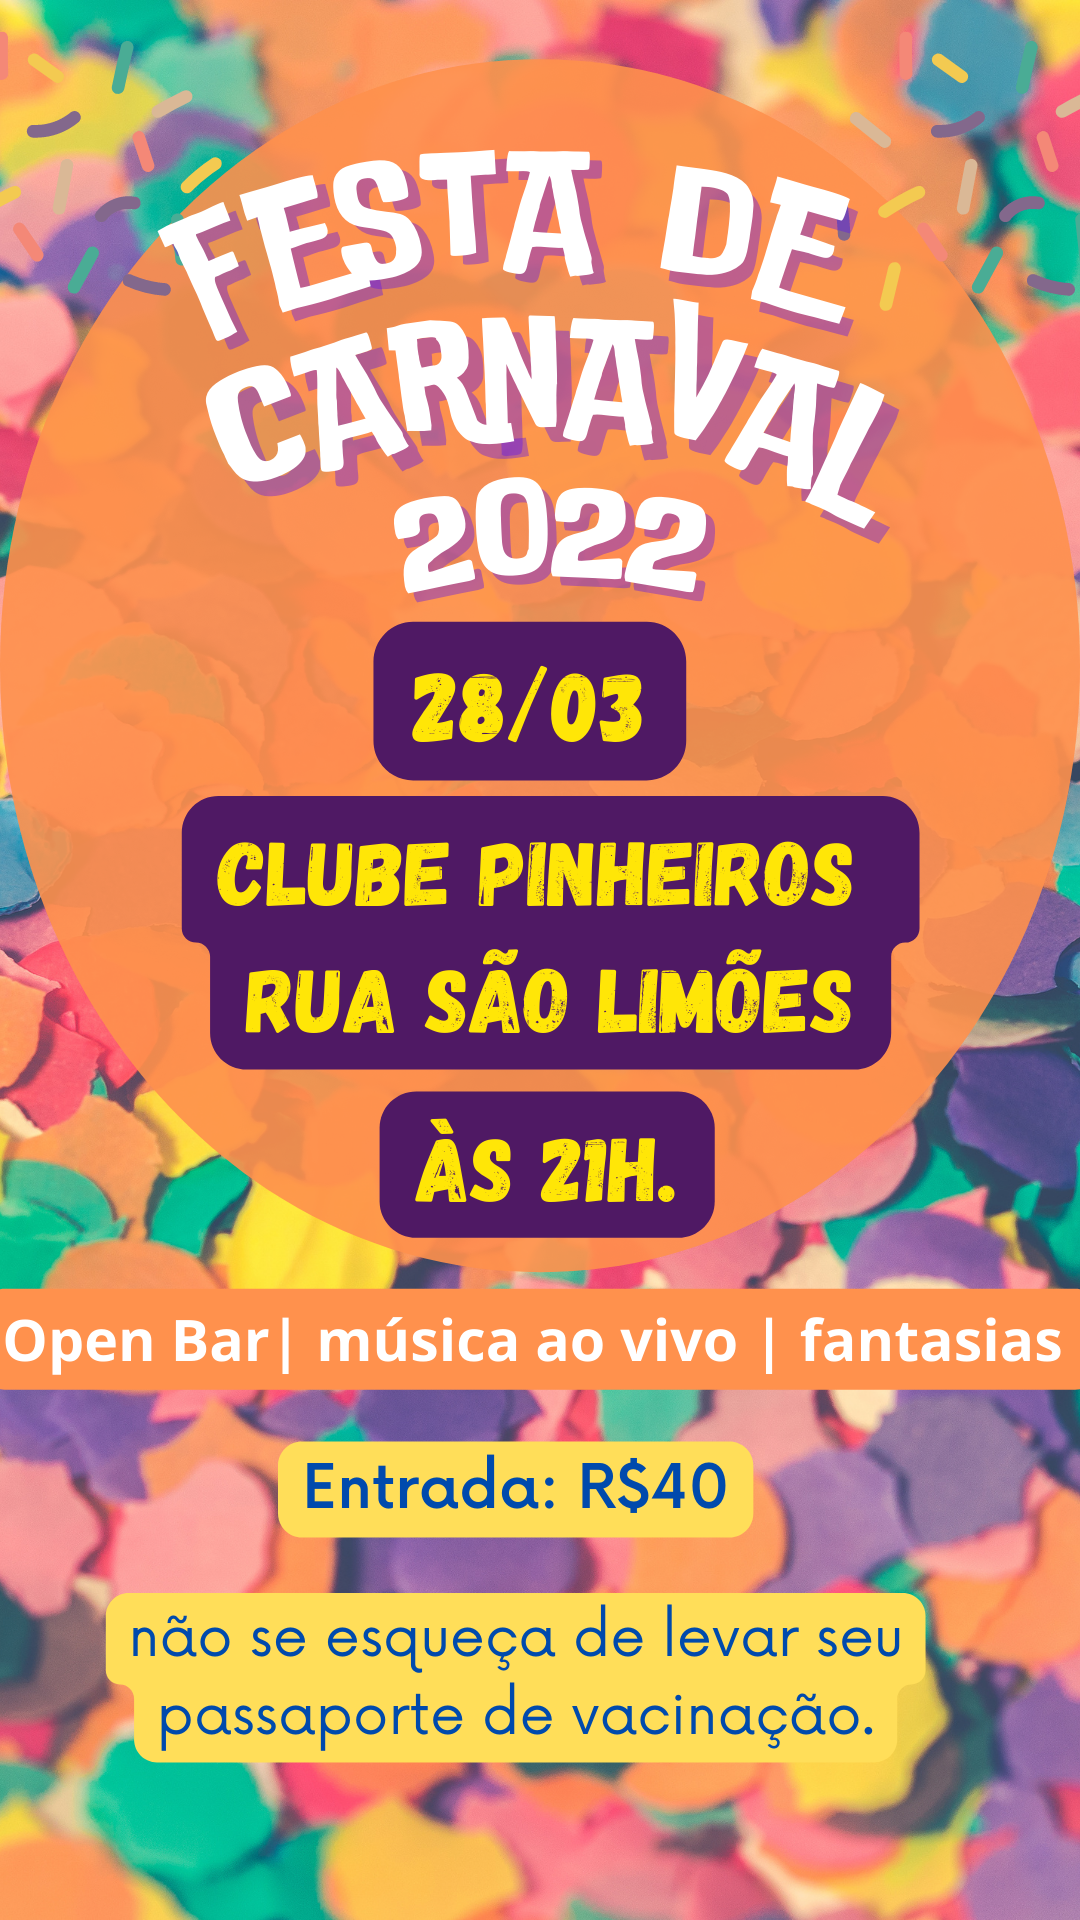 FESTA DE
CARNAVAL
2022
28/03
CLUBE PINHEIROS
RUA SÃO LIMÕES
ÀS 21H.
Open Bar| música ao vivo | fantasias
Entrada: R$40
não se esqueça de levar seu
passaporte de vacinação.